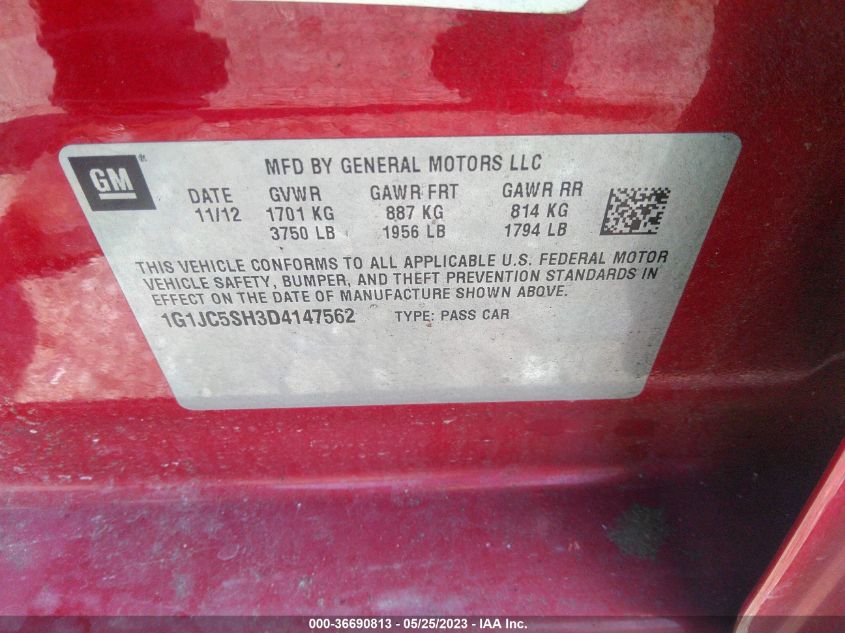 GM
MFD BY GENERAL MOTORS LLC
DATE GVWR GAWR FRT GAWR RR
11/12 1701 KG 887 KG 814 KG
3750 LB 1956 LB 1794 LB
THIS VEHICLE CONFORMS TO ALL APPLICABLE U.S. FEDERAL MOTOR
VEHICLE SAFETY, BUMPER, AND THEFT PREVENTION STANDARDS IN
EFFECT ON THE DATE OF MANUFACTURE SHOWN ABOVE.
1G1JC5SH3D4147562 TYPE: PASS CAR
000-36690813 - 05/25/2023 - IAA Inc.